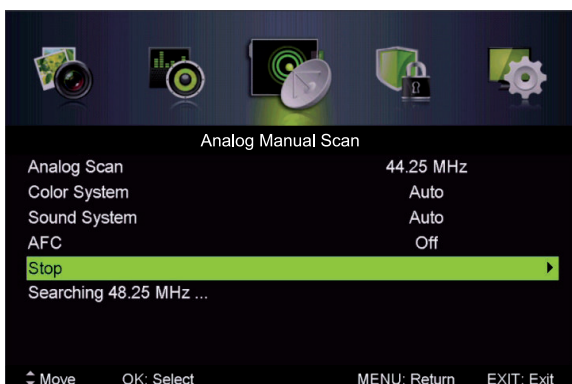 Analog Manual Scan
Analog Scan 44.25 MHz
Color System Auto
Sound System Auto
AFC Off
Stop
Searching 48.25 MHz ...
Move OK: Select MENU: Return EXIT: Exit